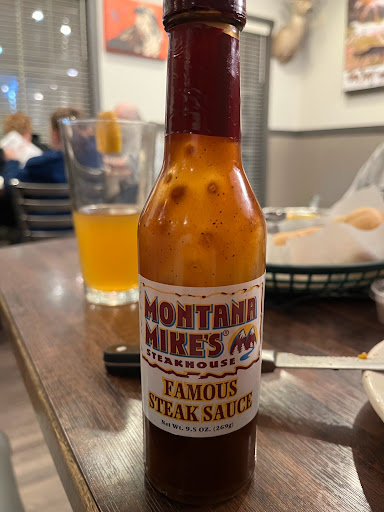 MONTANA
MIKE'S®
STEAKHOUSE
FAMOUS
STEAK SAUCE
Net Wt. 9.5 OZ. (269g)